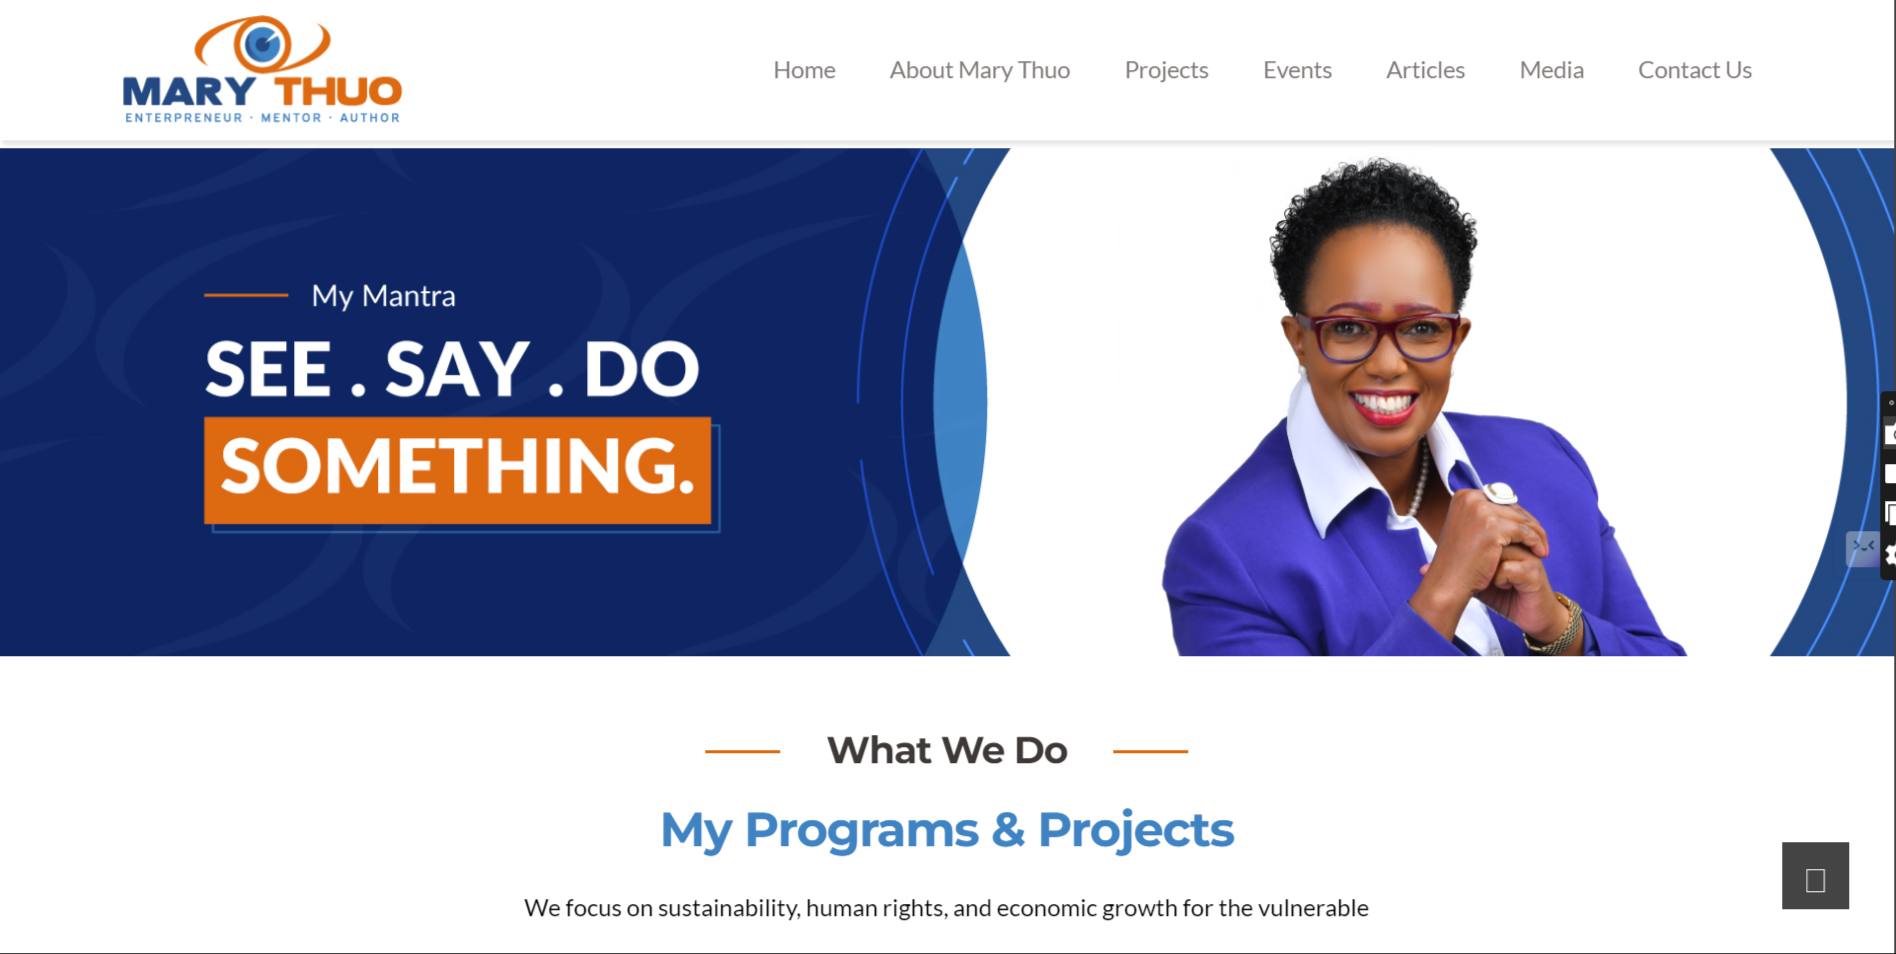 MARY THUO
ENTERPRENEUR · MENTOR · AUTHOR
Home About Mary Thuo Projects Events Articles Media Contact Us
My Mantra
SEE . SAY . DO
SOMETHING.
What We Do
My Programs & Projects
We focus on sustainability, human rights, and economic growth for the vulnerable